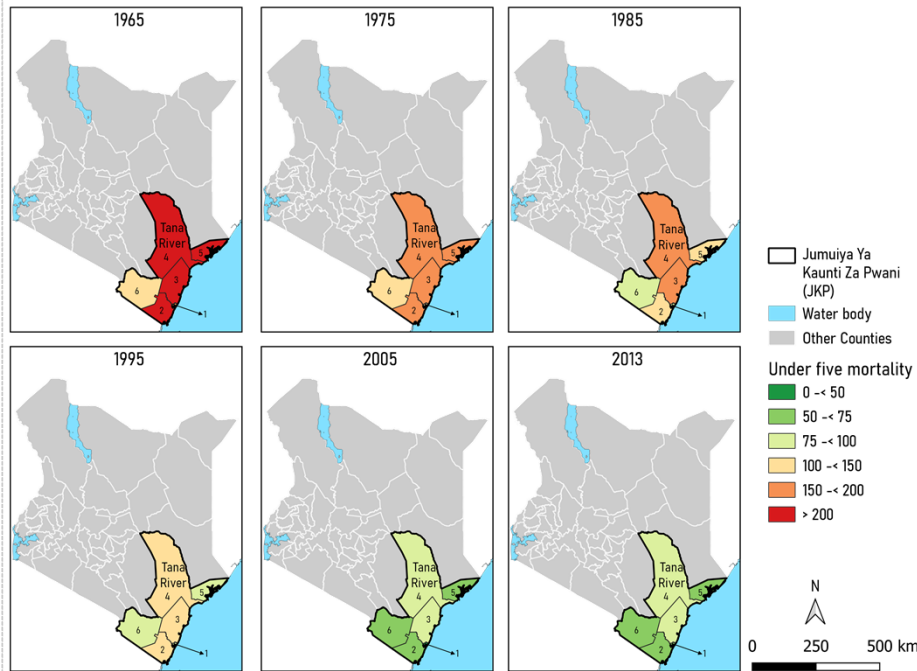 1965
1975
1985
Tana
River
4
5
3
6
2
1
Tana
River
4
5
3
6
2
1
Tana
River
4
5
3
6
2
1
1995
2005
2013
Tana
River
4
5
3
6
2
1
Tana
River
4
5
3
6
2
1
Tana
River
4
5
3
6
2
1
Jumuiya Ya
Kaunti Za Pwani
(JKP)
Water body
Other Counties
Under five mortality
0 -< 50
50 -< 75
75 -< 100
100 -< 150
150 -< 200
> 200
N
0 250 500 km